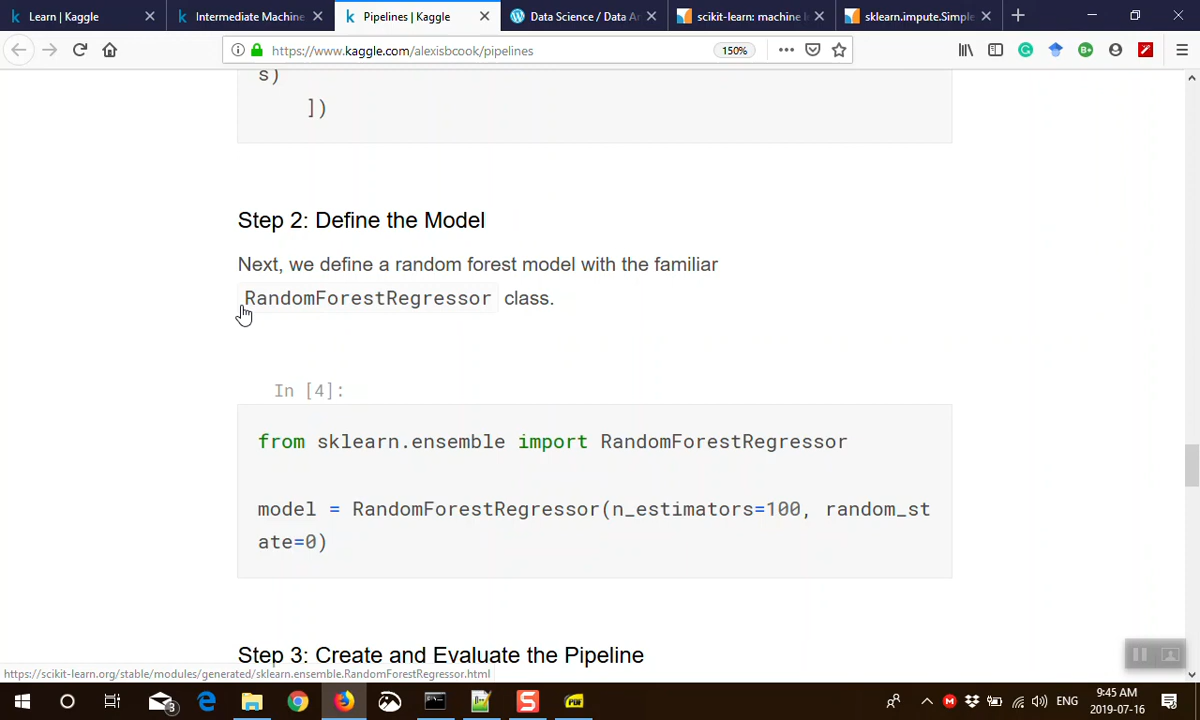 Learn | Kaggle
Intermediate Machine
Pipelines | Kaggle
Data Science / Data A
scikit-learn: machine l
sklearn.impute.Simple
https://www.kaggle.com/alexisbcook/pipelines
150%
s)
])
Step 2: Define the Model
Next, we define a random forest model with the familiar
RandomForestRegressor class.
In [4]:
from sklearn.ensemble import RandomForestRegressor
model = RandomForestRegressor(n_estimators=100, random_st
ate=0)
Step 3: Create and Evaluate the Pipeline
https://scikit-learn.org/stable/modules/generated/sklearn.ensemble.RandomForestRegressor.html
3
ENG
9:45 AM
2019-07-16